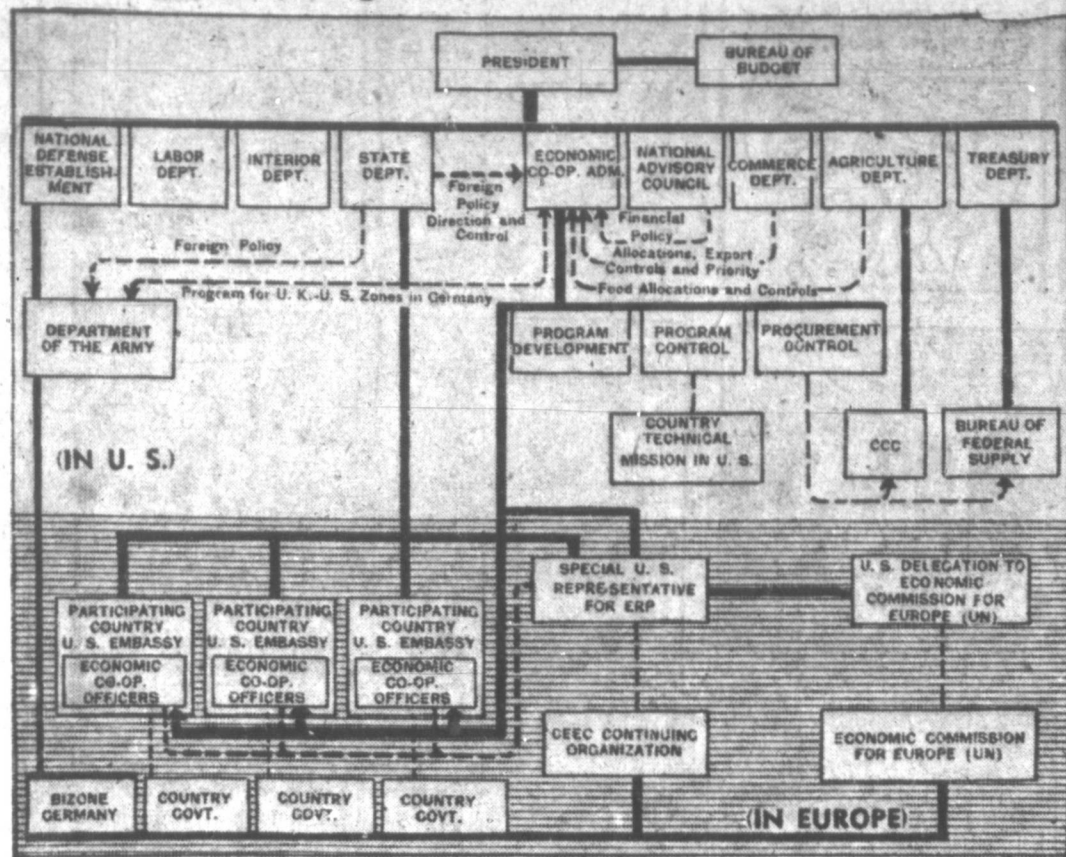 PRESIDENT
BUREAU OF
BUDGET
NATIONAL
DEFENSE
ESTABLISH-
MENT
LABOR
DEPT.
INTERIOR
DEPT.
STATE
DEPT.
ECONOMIC
CO-OP. ADM.
NATIONAL
ADVISORY
COUNCIL
COMMERCE
DEPT.
AGRICULTURE
DEPT.
TREASURY
DEPT.
Foreign
Policy
Direction and
Control
Financial
Policy
Allocations, Export
Controls and Priority
Food Allocations and Controls
Foreign Policy
Program for U. K.-U. S. Zones in Germany
DEPARTMENT
OF THE ARMY
PROGRAM
DEVELOPMENT
PROGRAM
CONTROL
PROCUREMENT
CONTROL
COUNTRY
TECHNICAL
MISSION IN U. S.
CCC
BUREAU OF
FEDERAL
SUPPLY
(IN U. S.)
SPECIAL U. S.
REPRESENTATIVE
FOR ERP
U. S. DELEGATION TO
ECONOMIC
COMMISSION FOR
EUROPE (UN)
PARTICIPATING
COUNTRY
U. S. EMBASSY
ECONOMIC
CO-OP.
OFFICERS
PARTICIPATING
COUNTRY
U. S. EMBASSY
ECONOMIC
CO-OP.
OFFICERS
PARTICIPATING
COUNTRY
U. S. EMBASSY
ECONOMIC
CO-OP.
OFFICERS
CEEC CONTINUING
ORGANIZATION
ECONOMIC COMMISSION
FOR EUROPE (UN)
BIZONE
GERMANY
COUNTRY
GOVT.
COUNTRY
GOVT.
COUNTRY
GOVT.
(IN EUROPE)